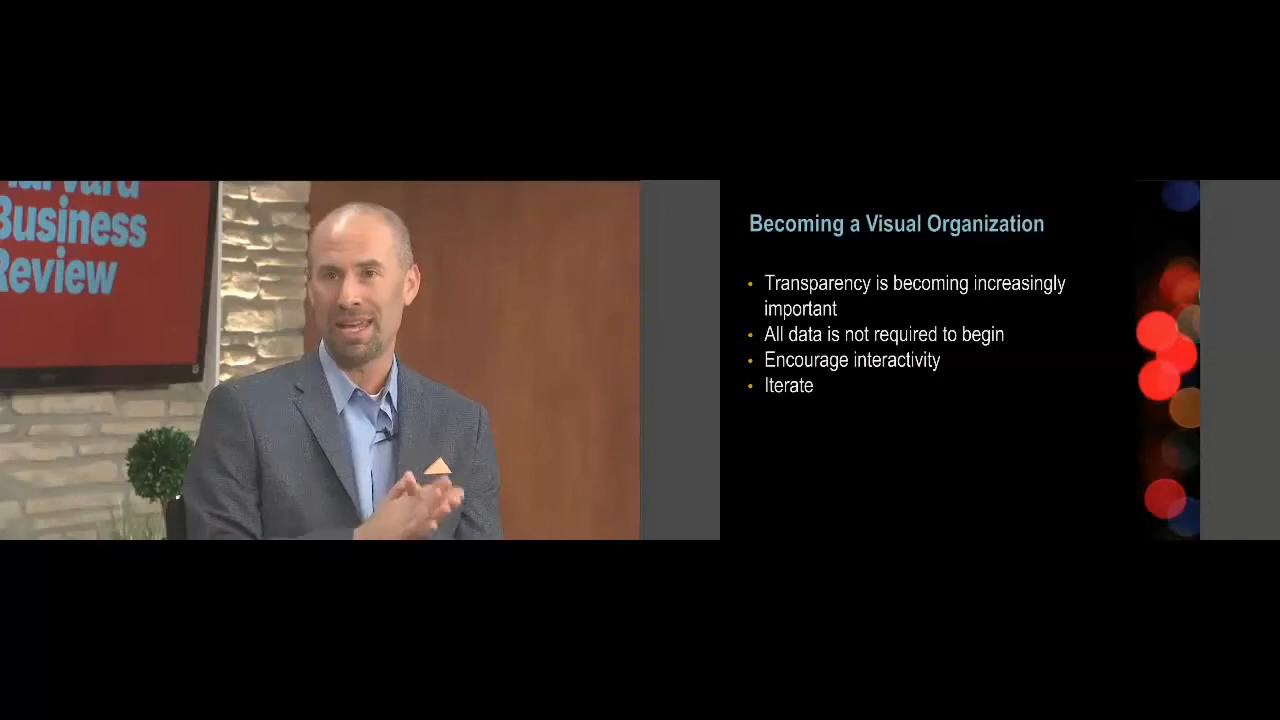 Harvard
Business
Review
Becoming a Visual Organization
• Transparency is becoming increasingly
important
• All data is not required to begin
• Encourage interactivity
• Iterate